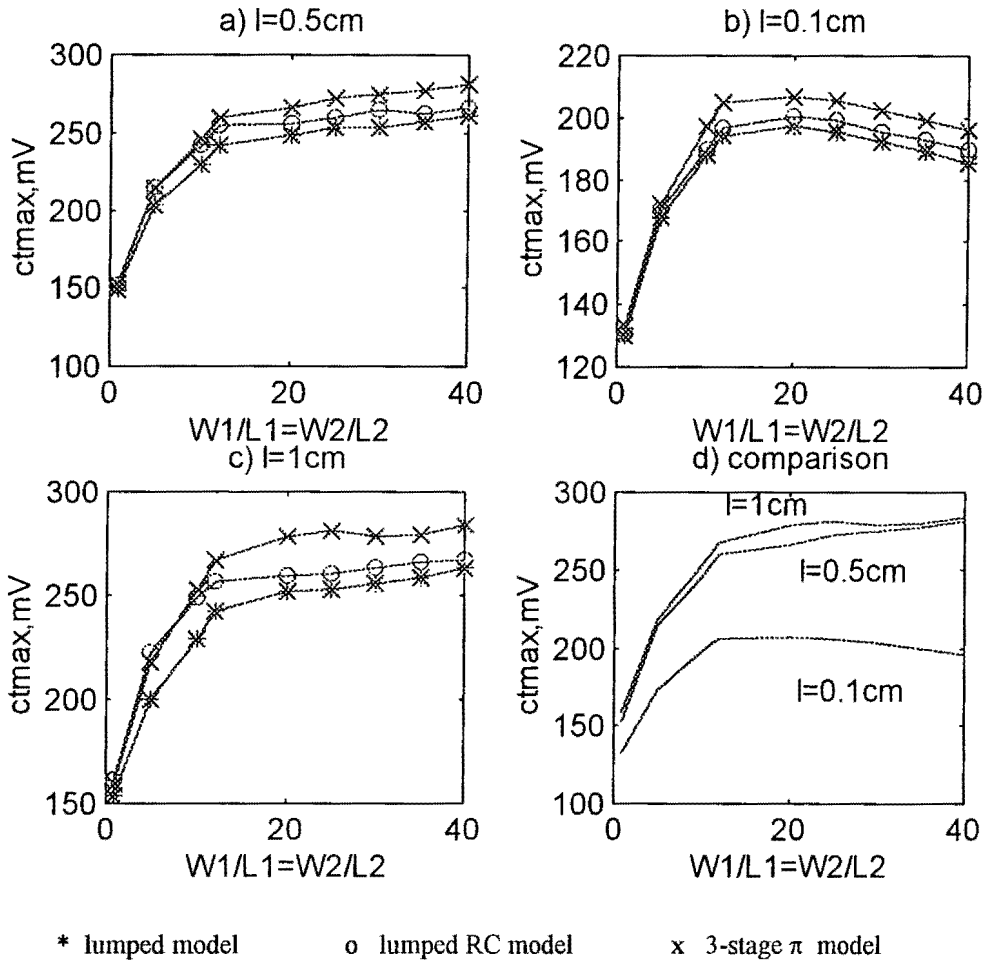 a) l=0.5cm
300
250
200
150
100
ctmax,mV
0
20
40
W1/L1=W2/L2
b) l=0.1cm
220
200
180
160
140
120
ctmax,mV
0
20
40
W1/L1=W2/L2
c) l=1cm
300
250
200
150
ctmax,mV
0
20
40
W1/L1=W2/L2
d) comparison
300
250
200
150
100
ctmax,mV
l=1cm
l=0.5cm
l=0.1cm
0
20
40
W1/L1=W2/L2
* lumped model o lumped RC model x 3-stage π model